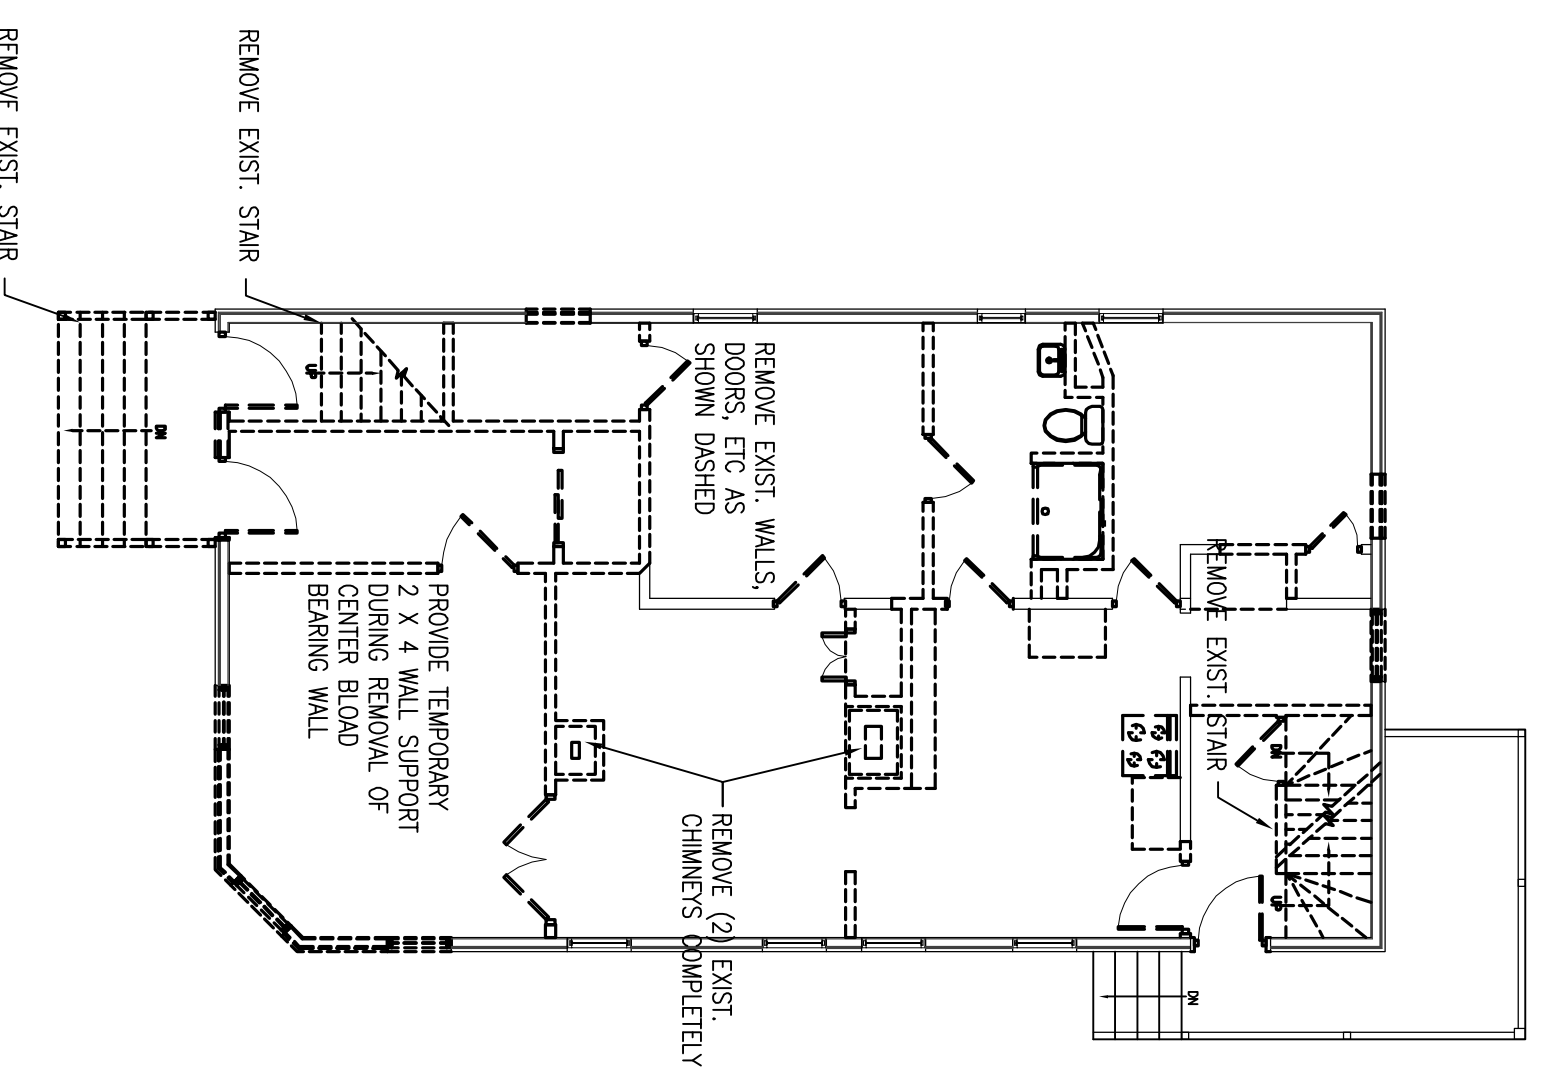 REMOVE EXIST. STAIR
REMOVE EXIST. STAIR
REMOVE EXIST. WALLS,
DOORS, ETC AS
SHOWN DASHED
REMOVE EXIST. STAIR
PROVIDE TEMPORARY
2 X 4 WALL SUPPORT
DURING REMOVAL OF
CENTER BLOAD
BEARING WALL
REMOVE (2) EXIST.
CHIMNEYS COMPLETELY
UP
DN
DN
UP
DN